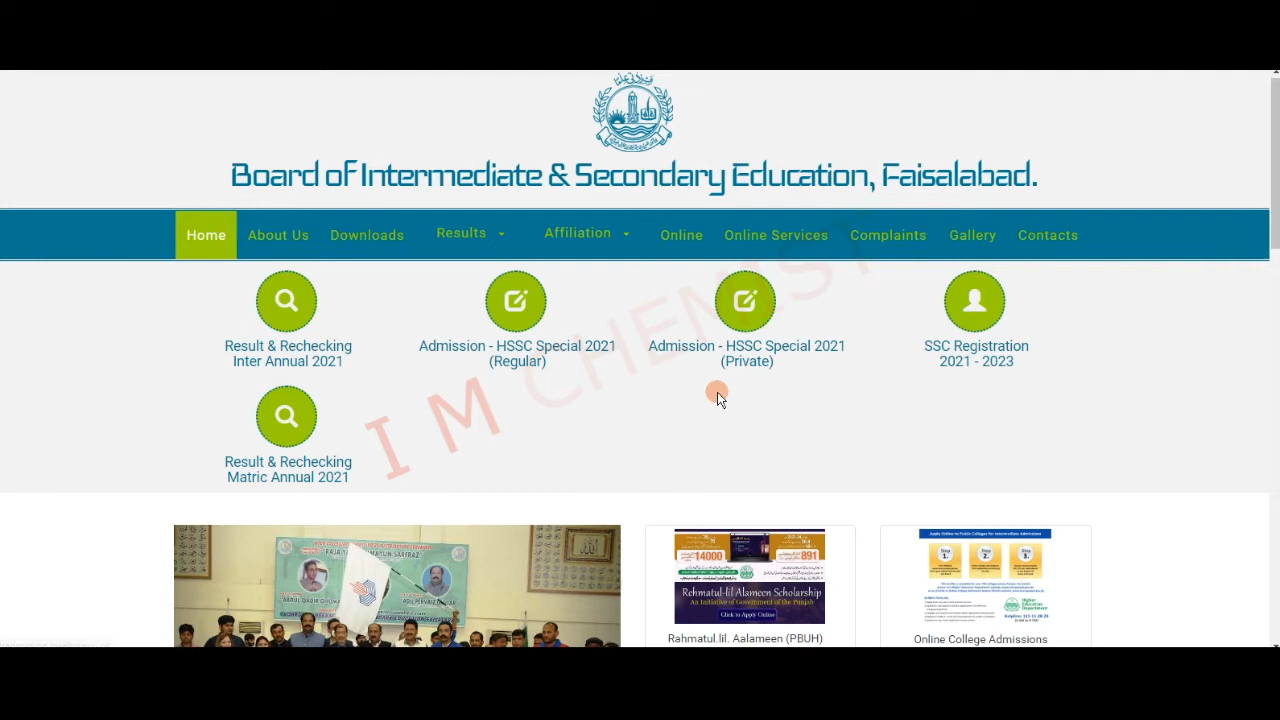 Board of Intermediate & Secondary Education, Faisalabad.
Home
About Us
Downloads
Results
Affiliation
Online
Online Services
Complaints
Gallery
Contacts
Result & Rechecking
Inter Annual 2021
Admission - HSSC Special 2021
(Regular)
Admission - HSSC Special 2021
(Private)
SSC Registration
2021 - 2023
I M CHENKST
Result & Rechecking
Matric Annual 2021
14000
891
Rehmatul-lil Alameen Scholarship
An Initiative of Government of the Punjab
Click to Apply Online
Rahmatul.lil. Aalameen (PBUH)
Apply Online in Public Colleges for Intermediate Admissions
Step
1.
Step
2.
Step
3.
Higher
Education
Department
Online College Admissions